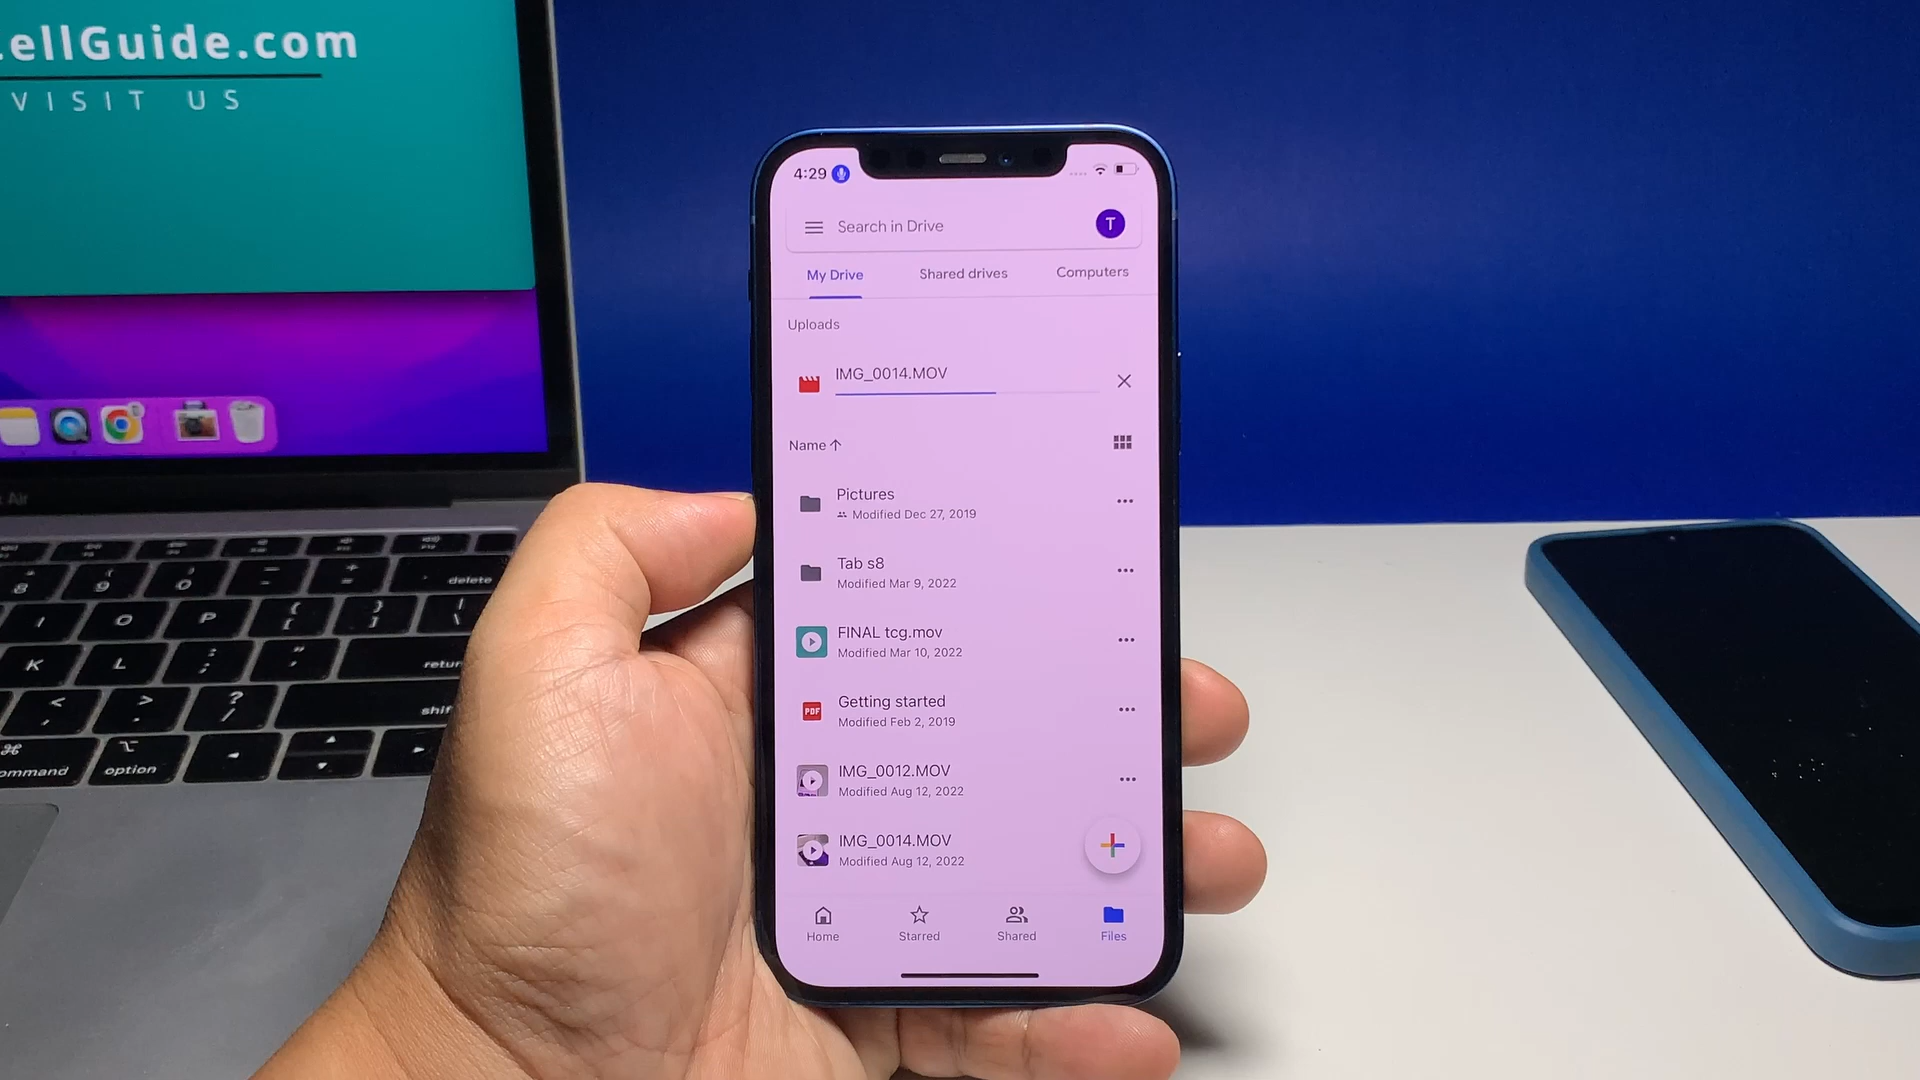 ellGuide.com
VISIT US
Air
delete
O
P
K
L
return
shif
command
option
4:29
Search in Drive
T
My Drive Shared drives Computers
Uploads
IMG_0014.MOV
Name ↑
Pictures
Modified Dec 27, 2019
Tab s8
Modified Mar 9, 2022
FINAL tcg.mov
Modified Mar 10, 2022
PDF
Getting started
Modified Feb 2, 2019
IMG_0012.MOV
Modified Aug 12, 2022
IMG_0014.MOV
Modified Aug 12, 2022
Home Starred Shared Files